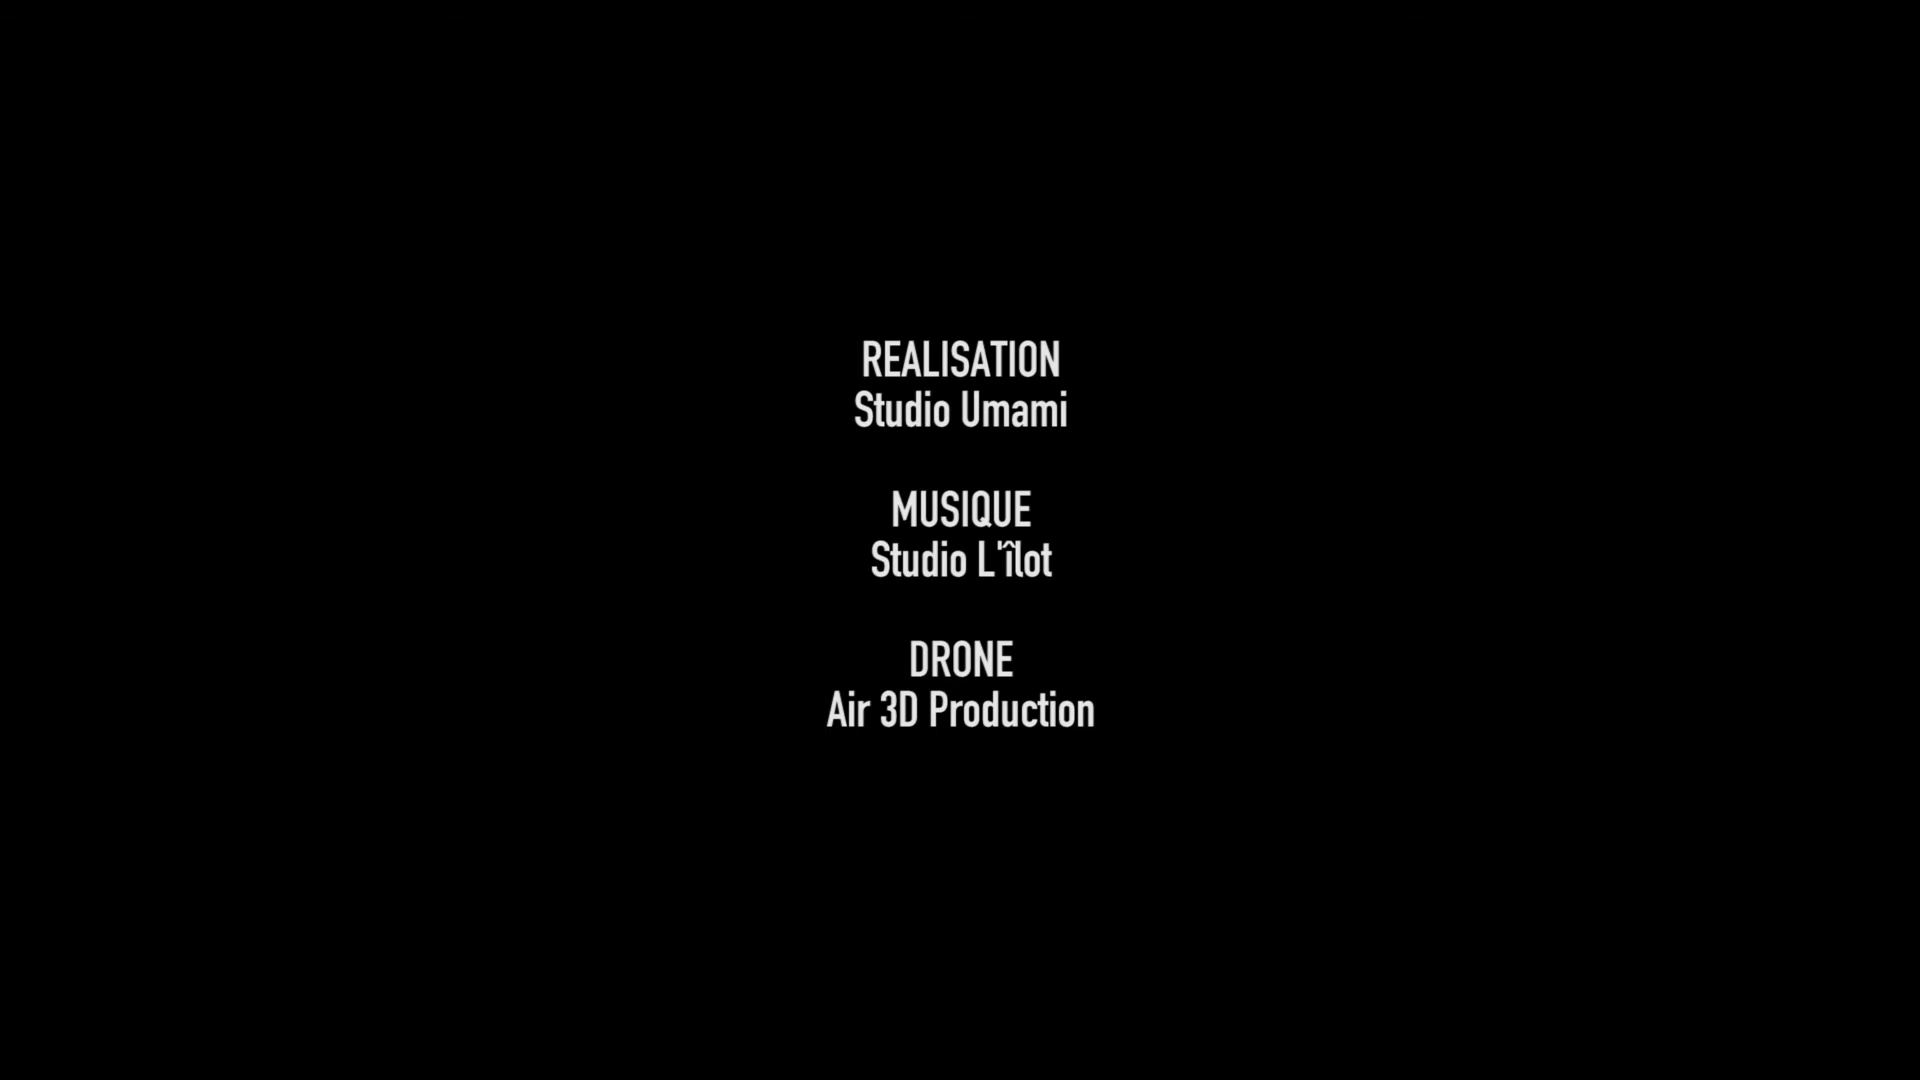 REALISATION
Studio Umami
MUSIQUE
Studio L'îlot
DRONE
Air 3D Production